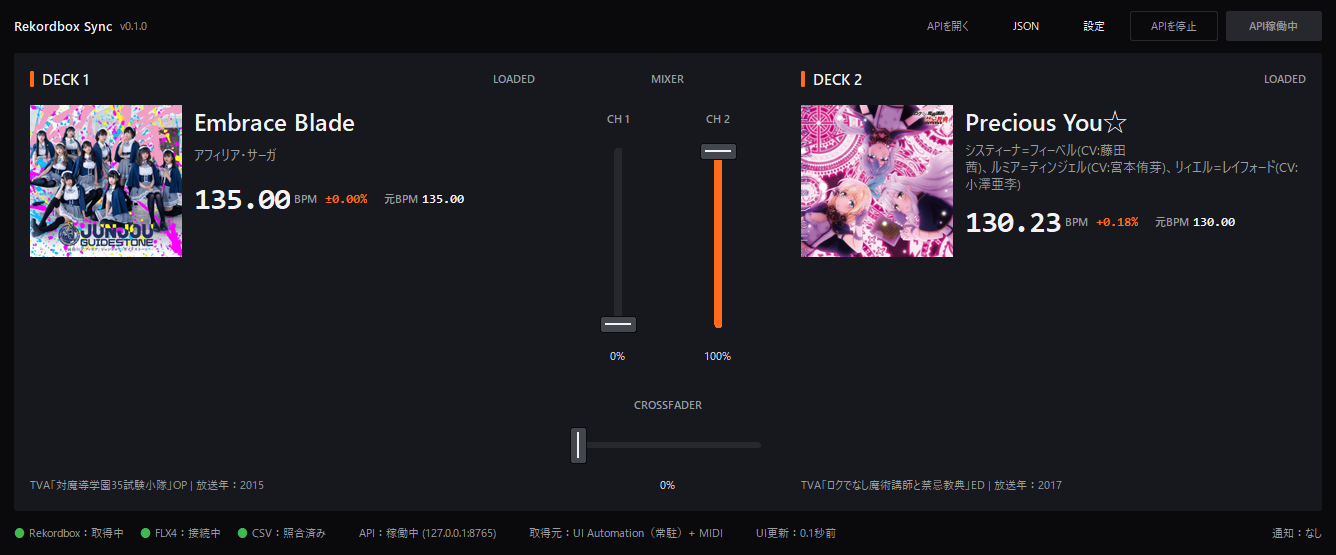 Rekordbox Sync v0.1.0
APIを開く JSON 設定 APIを停止 API稼働中
DECK 1 LOADED
Embrace Blade
アフィリア・サーガ
135.00 BPM ±0.00% 元BPM 135.00
JUNJOU
GUIDESTONE
MIXER
CH 1 CH 2
0% 100%
CROSSFADER
0%
DECK 2 LOADED
Precious You☆
システィーナ=フィーベル(CV:藤田
茜)、ルミア=ティンジェル(CV:宮本侑芽)、リィエル=レイフォード(CV:
小澤亜李)
130.23 BPM +0.18% 元BPM 130.00
TVA「対魔導学園35試験小隊」OP | 放送年：2015
TVA「ロクでなし魔術講師と禁忌教典」ED | 放送年：2017
Rekordbox：取得中 FLX4：接続中 CSV：照合済み API：稼働中 (127.0.0.1:8765) 取得元：UI Automation（常駐）+ MIDI UI更新：0.1秒前 通知：なし